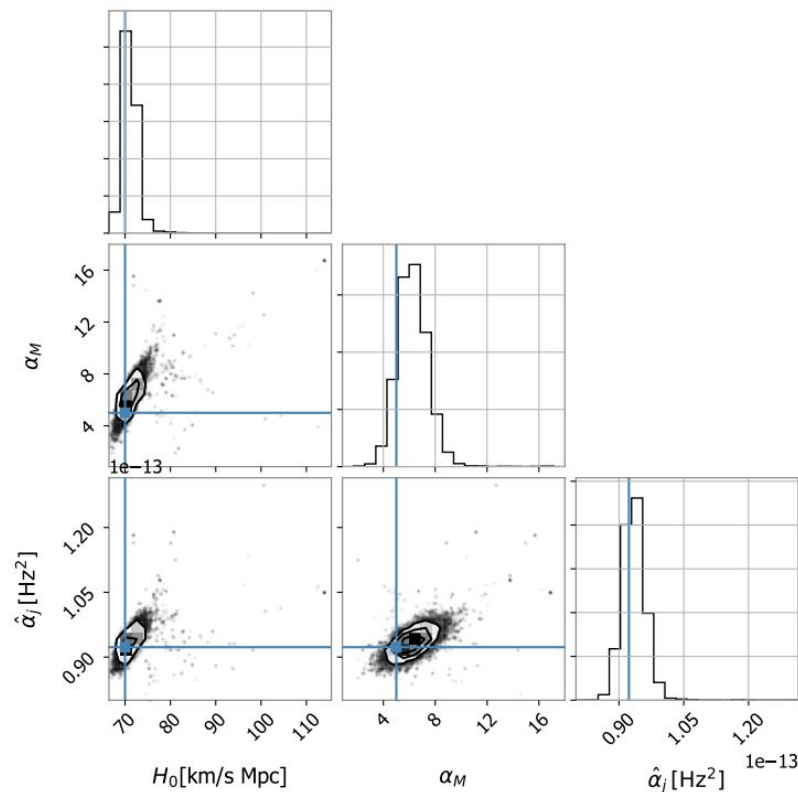 16
12
8
4
α_M
1e−13
1.20
1.05
0.90
α̂_j [Hz²]
70 80 90 100 110
H₀[km/s Mpc]
4 8 12 16
α_M
0.90 1.05 1.20
1e−13
α̂_j [Hz²]